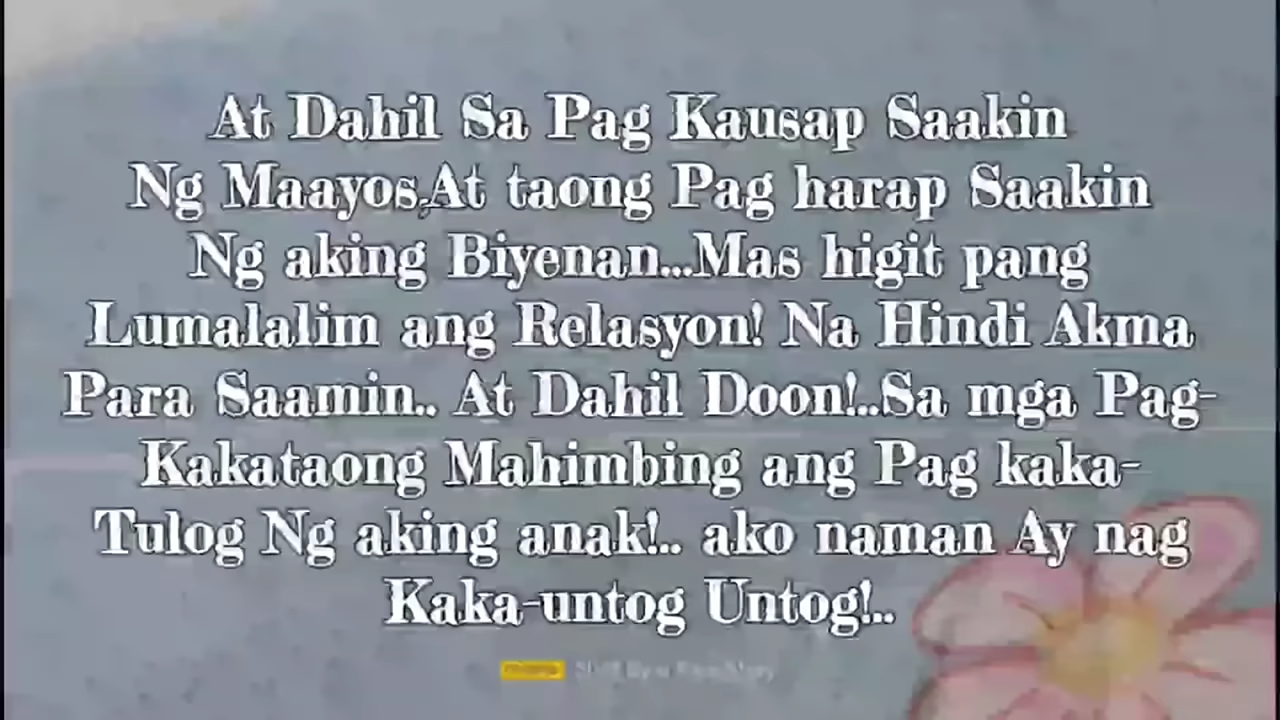 At Dahil Sa Pag Kausap Saakin
Ng Maayos,At taong Pag harap Saakin
Ng aking Biyenan...Mas higit pang
Lumalalim ang Relasyon! Na Hindi Akma
Para Saamin.. At Dahil Doon!..Sa mga Pag-
Kakataong Mahimbing ang Pag kaka-
Tulog Ng aking anak!.. ako naman Ay nag
Kaka-untog Untog!..